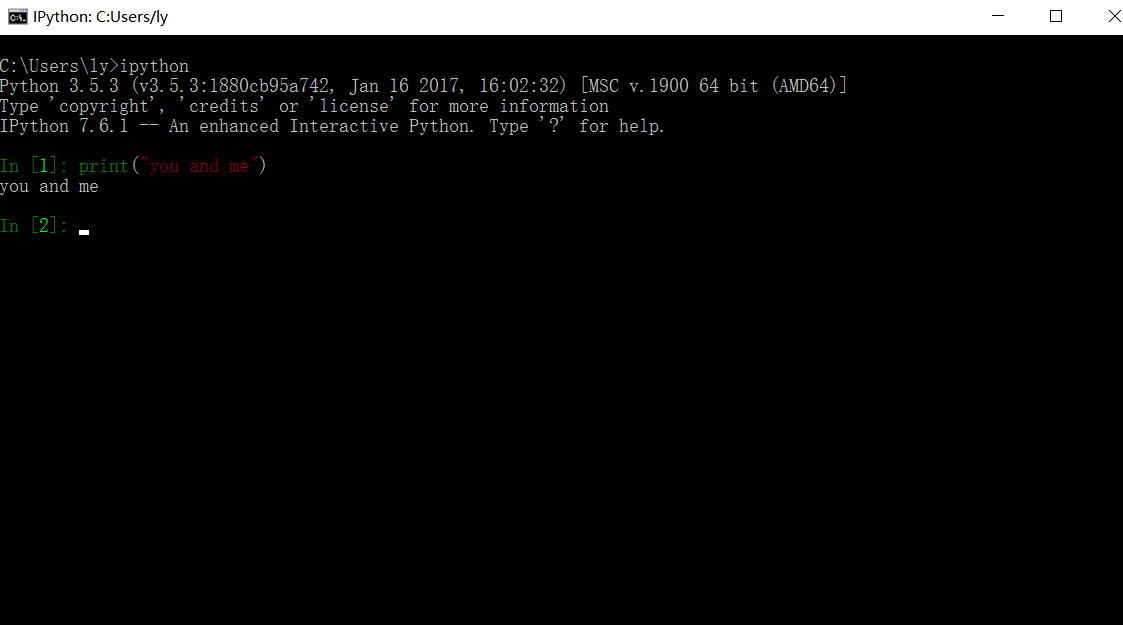 IPython: C:Users/ly
C:\Users\ly>ipython
Python 3.5.3 (v3.5.3:1880cb95a742, Jan 16 2017, 16:02:32) [MSC v.1900 64 bit (AMD64)]
Type 'copyright', 'credits' or 'license' for more information
IPython 7.6.1 -- An enhanced Interactive Python. Type '?' for help.
In [1]: print("you and me")
you and me
In [2]: